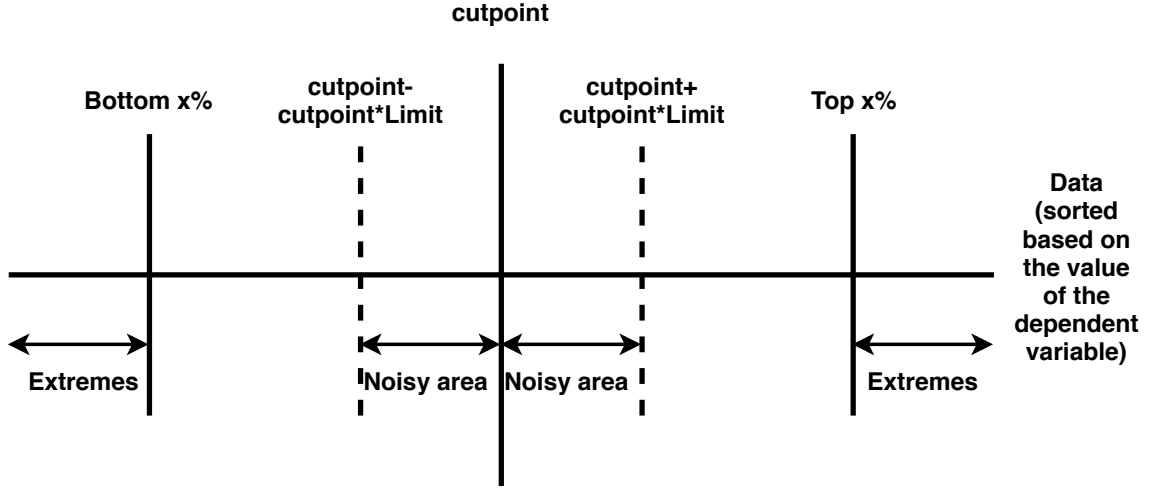 cutpoint
Bottom x%
cutpoint-
cutpoint*Limit
cutpoint+
cutpoint*Limit
Top x%
Data
(sorted
based on
the value
of the
dependent
variable)
Extremes
Noisy area
Noisy area
Extremes